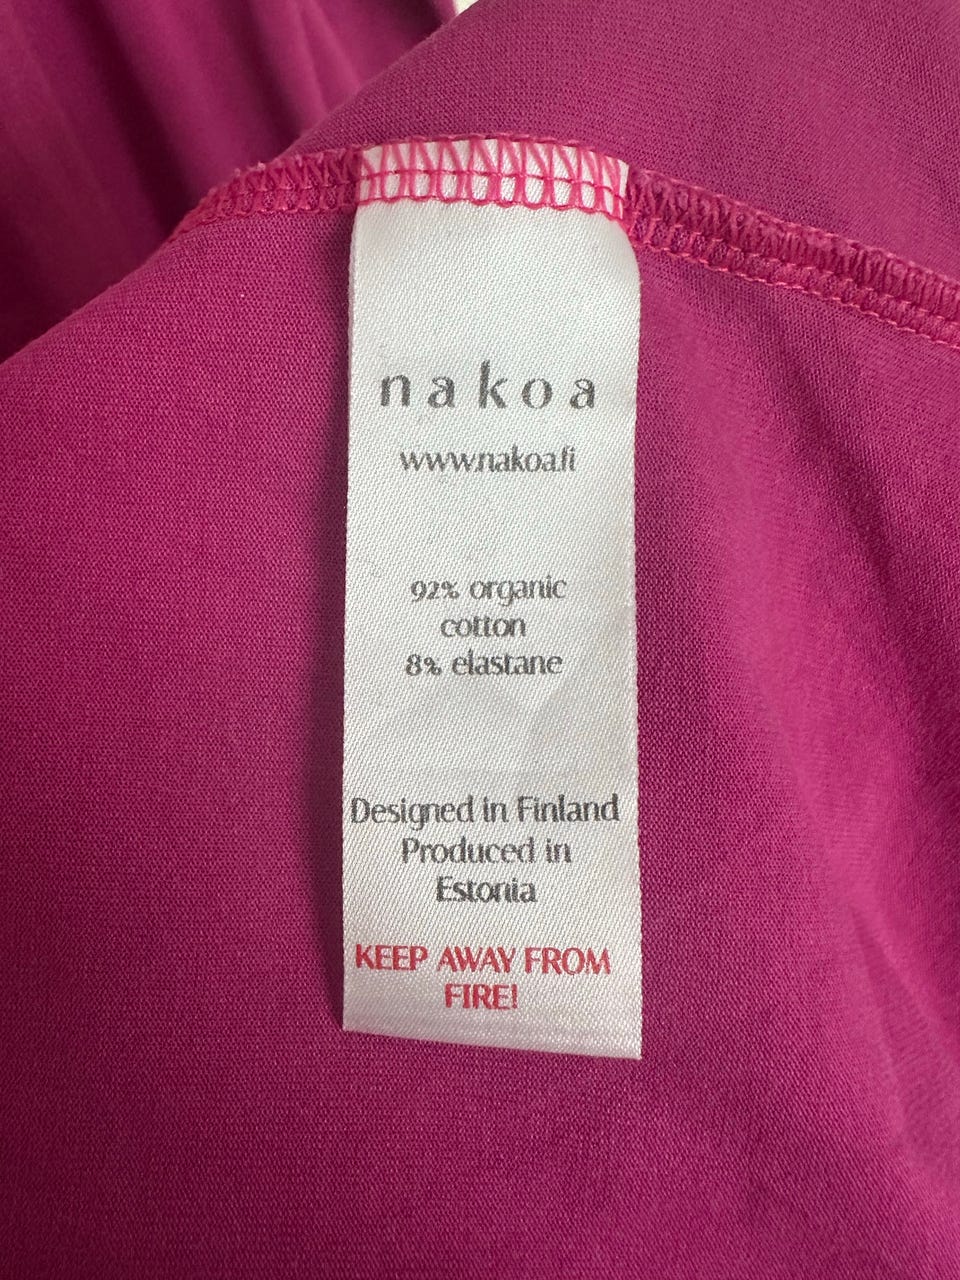 nakoa
www.nakoa.fi
92% organic
cotton
8% elastane
Designed in Finland
Produced in
Estonia
KEEP AWAY FROM
FIRE!